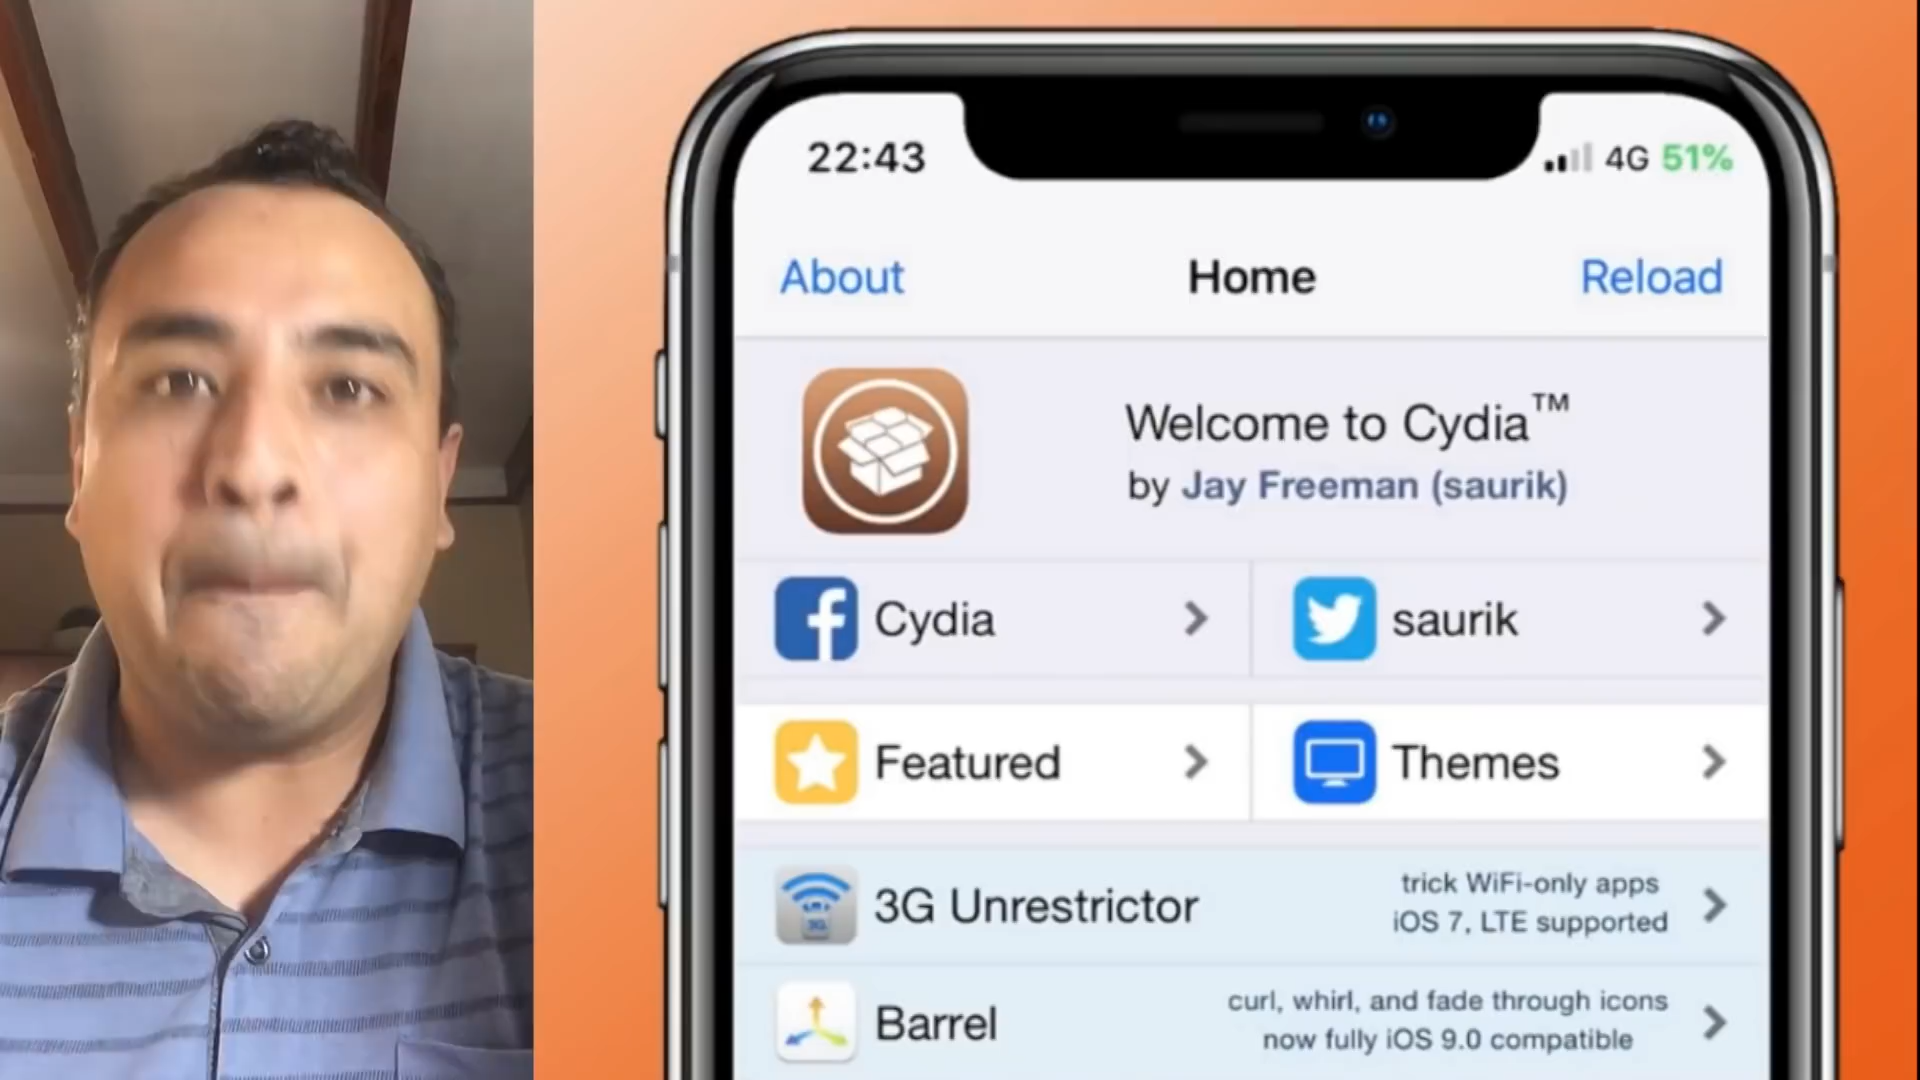 22:43
4G 51%
About
Home
Reload
Welcome to Cydia™
by Jay Freeman (saurik)
Cydia
saurik
Featured
Themes
3G Unrestrictor
trick WiFi-only apps
iOS 7, LTE supported
Barrel
curl, whirl, and fade through icons
now fully iOS 9.0 compatible